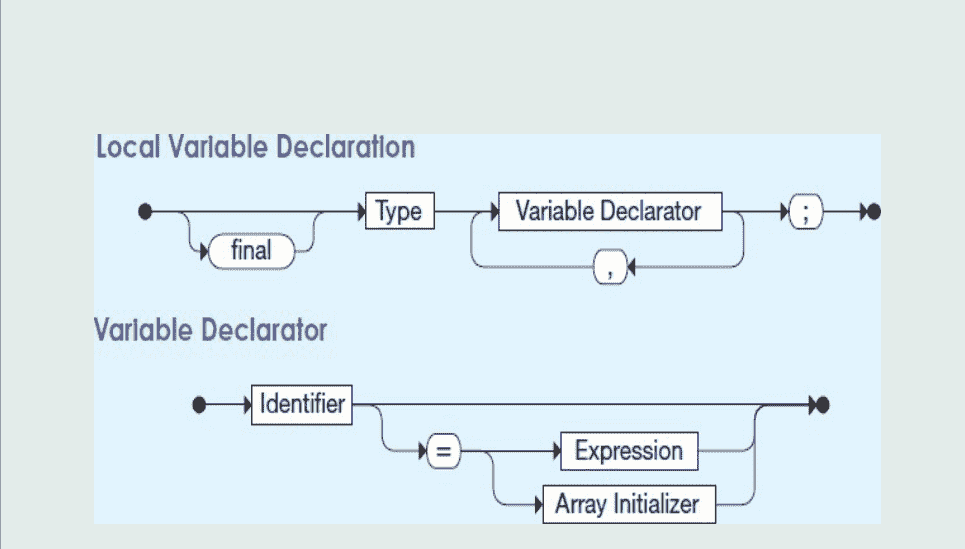 Local Variable Declaration
Type Variable Declarator ;
final
,
Variable Declarator
Identifier
= Expression
Array Initializer